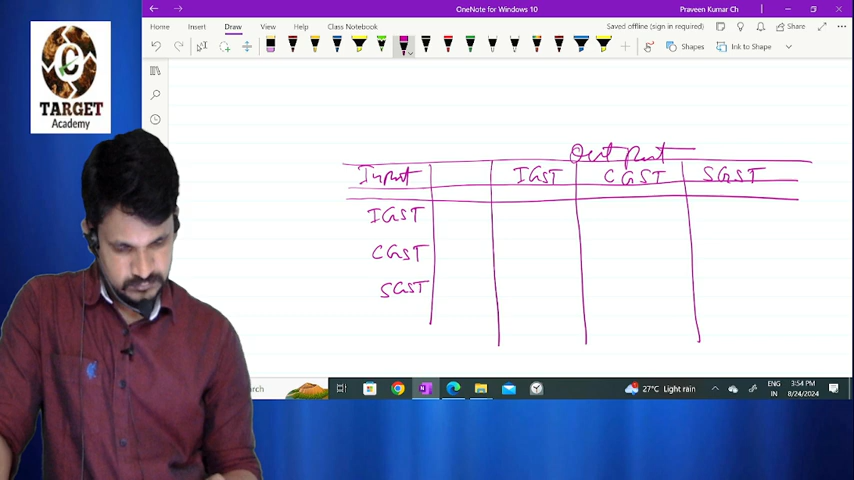 OneNote for Windows 10
Praveen Kumar Ch
Home Insert Draw View Help Class Notebook
Saved offline (sign in required)
Share
Shapes
Ink to Shape
C
TARGET
Academy
Output
Input IGST CGST SGST
IGST
CGST
SGST
arch
27°C Light rain
ENG
IN
3:54 PM
8/24/2024